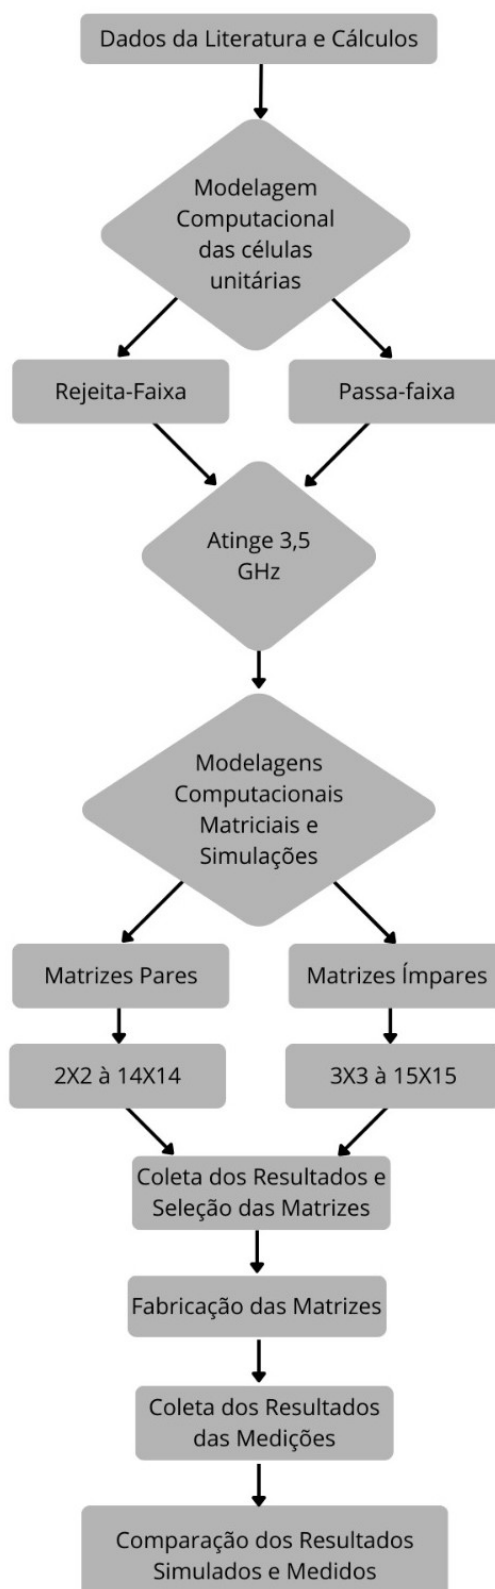 Dados da Literatura e Cálculos
Modelagem
Computacional
das células
unitárias
Rejeita-Faixa
Passa-faixa
Atinge 3,5
GHz
Modelagens
Computacionais
Matriciais e
Simulações
Matrizes Pares
Matrizes Ímpares
2X2 à 14X14
3X3 à 15X15
Coleta dos Resultados e
Seleção das Matrizes
Fabricação das Matrizes
Coleta dos Resultados
das Medições
Comparação dos Resultados
Simulados e Medidos